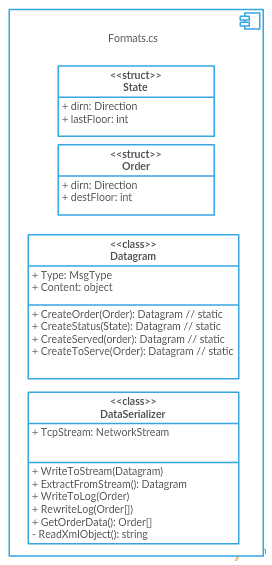 Formats.cs
<<struct>>
State
+ dirn: Direction
+ lastFloor: int
<<struct>>
Order
+ dirn: Direction
+ destFloor: int
<<class>>
Datagram
+ Type: MsgType
+ Content: object
+ CreateOrder(Order): Datagram // static
+ CreateStatus(State): Datagram // static
+ CreateServed(order): Datagram // static
+ CreateToServe(Order): Datagram // static
<<class>>
DataSerializer
+ TcpStream: NetworkStream
+ WriteToStream(Datagram)
+ ExtractFromStream(): Datagram
+ WriteToLog(Order)
+ RewriteLog(Order[])
+ GetOrderData(): Order[]
- ReadXmlObject(): string